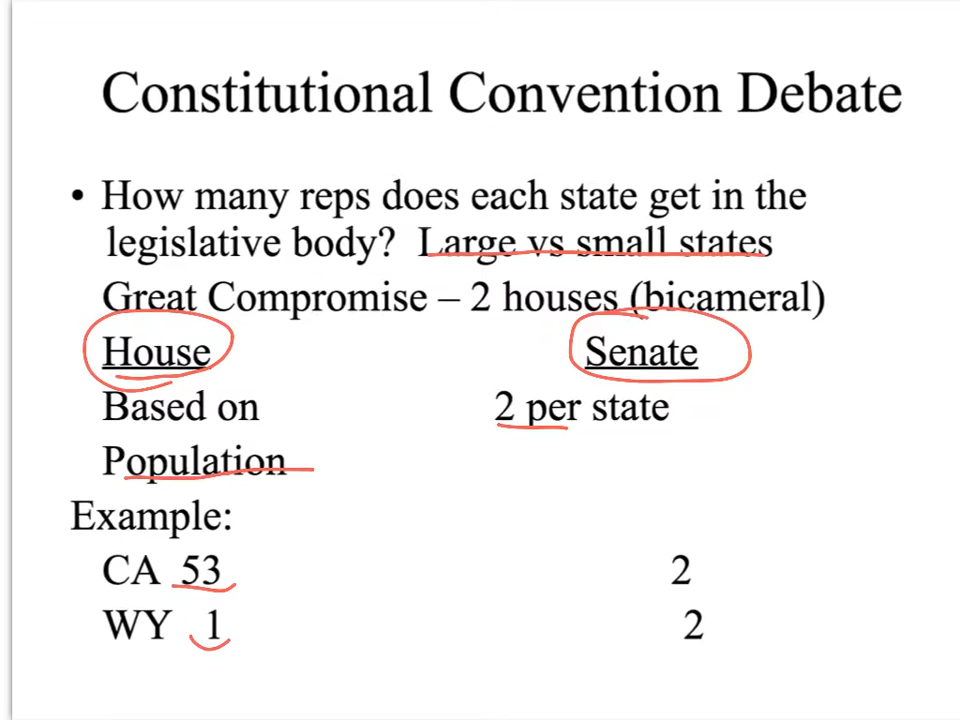 Constitutional Convention Debate
• How many reps does each state get in the
legislative body? Large vs small states
Great Compromise – 2 houses (bicameral)
House Senate
Based on 2 per state
Population
Example:
CA 53 2
WY 1 2